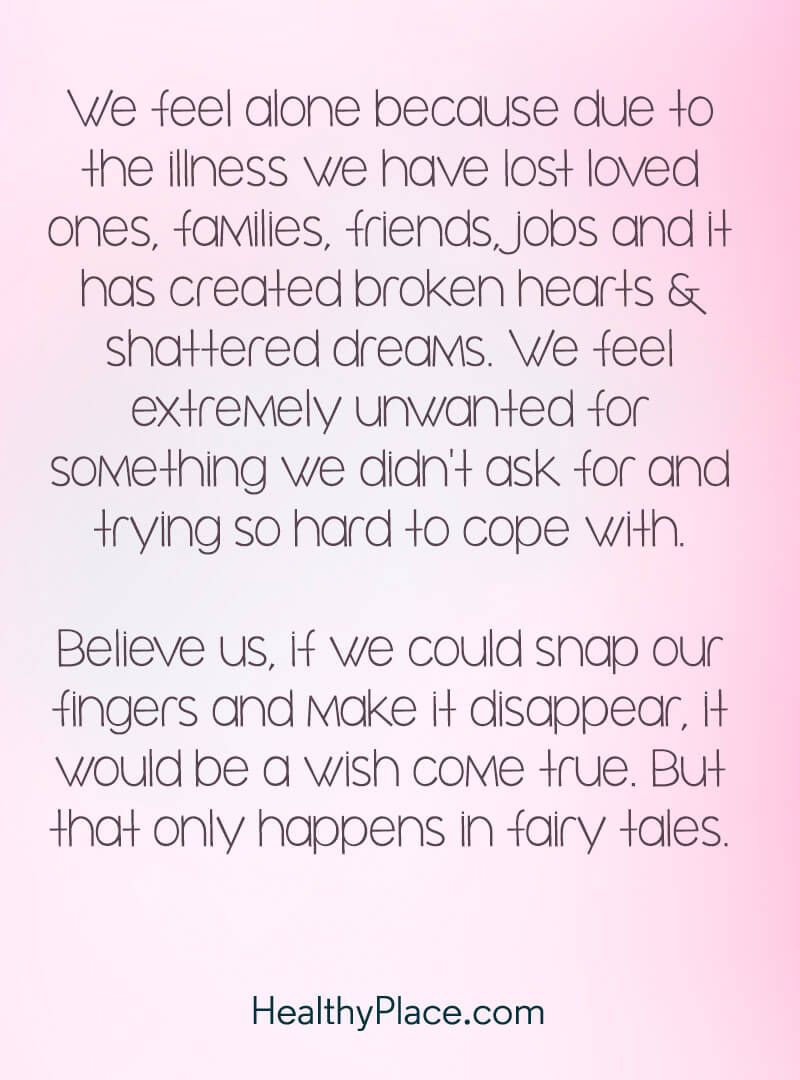 We feel alone because due to
the illness we have lost loved
ones, families, friends, jobs and it
has created broken hearts &
shattered dreams. We feel
extremely unwanted for
something we didn't ask for and
trying so hard to cope with.
Believe us, if we could snap our
fingers and make it disappear, it
would be a wish come true. But
that only happens in fairy tales.
HealthyPlace.com